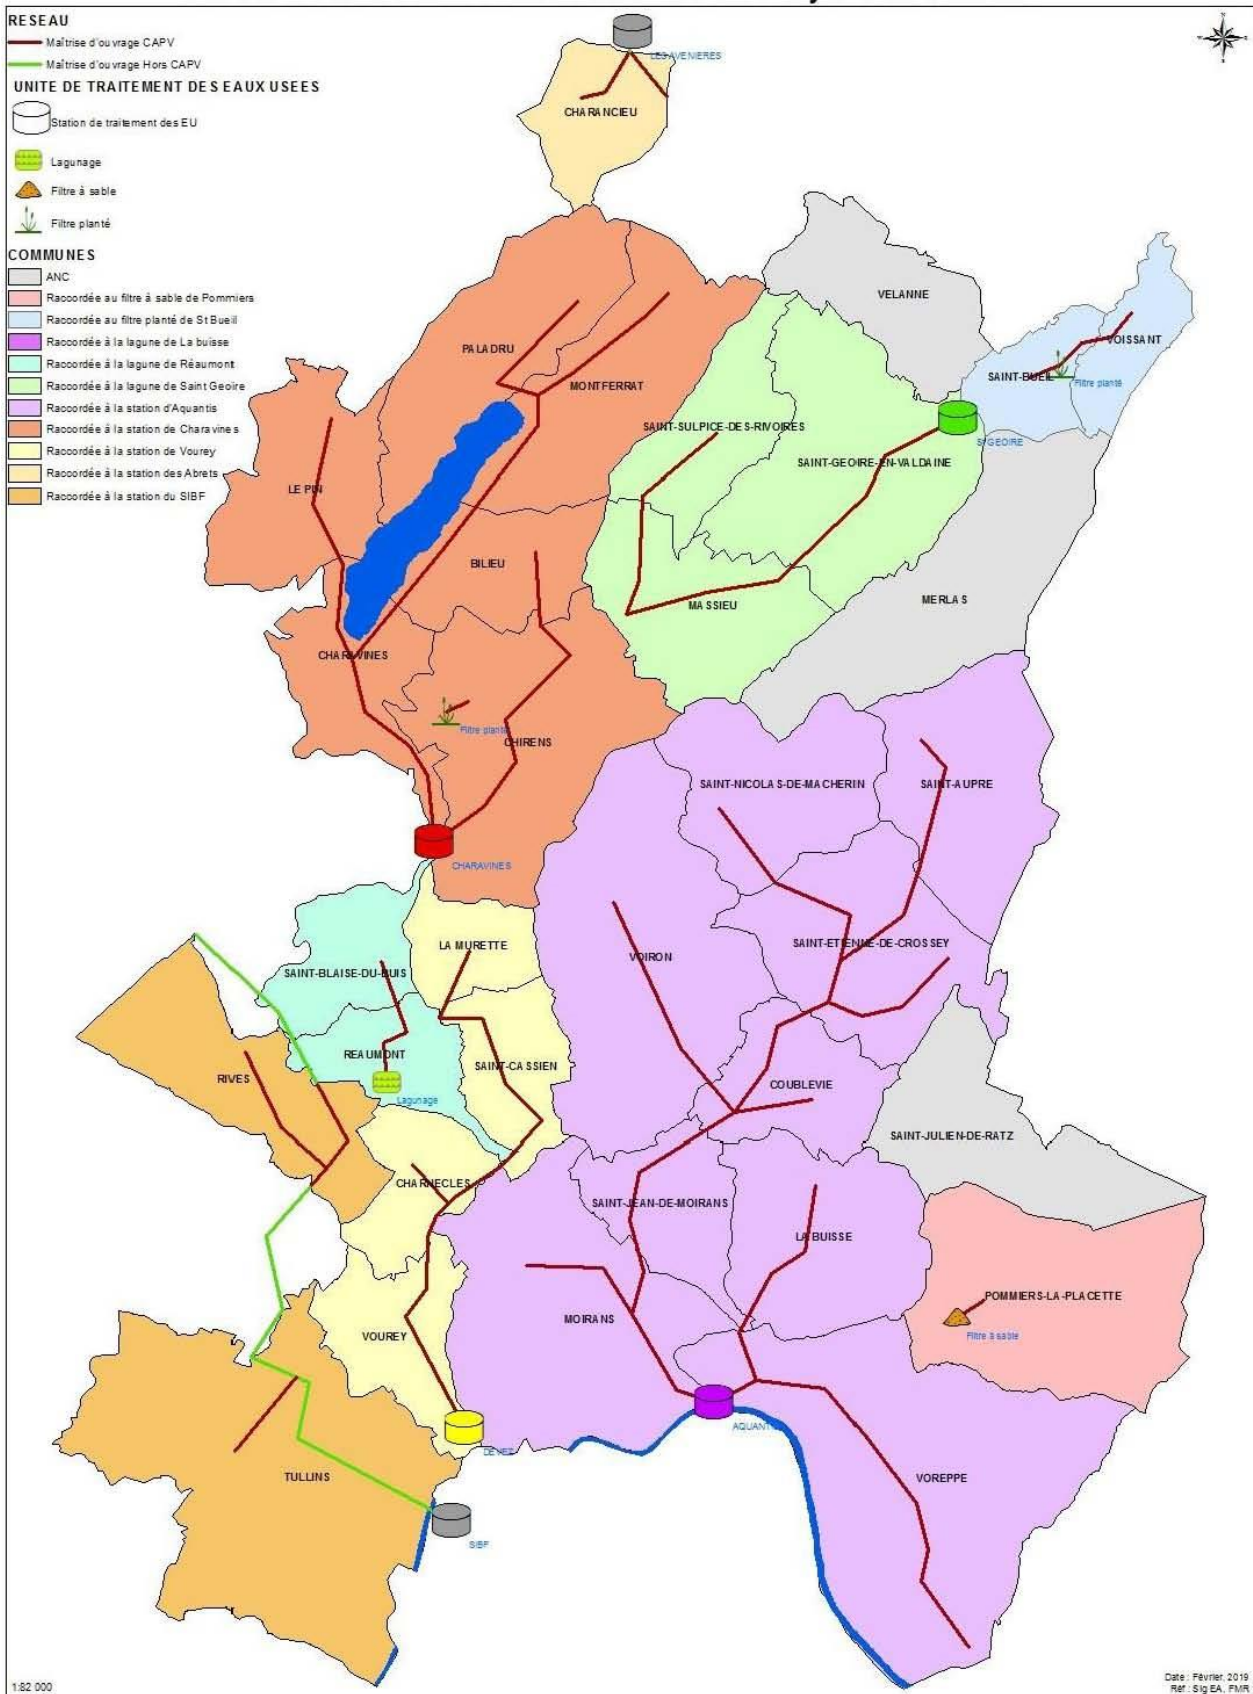 RESEAU
Maîtrise d'ouvrage CAPV
Maîtrise d'ouvrage Hors CAPV
UNITE DE TRAITEMENT DES EAUX USEES
Station de traitement des EU
Lagunage
Filtre à sable
Filtre planté
COMMUNES
ANC
Raccordée au filtre à sable de Pommiers
Raccordée au filtre planté de St Bueil
Raccordée à la lagune de La buisse
Raccordée à la lagune de Réaumont
Raccordée à la lagune de Saint Geoire
Raccordée à la station d'Aquantis
Raccordée à la station de Charavines
Raccordée à la station de Vourey
Raccordée à la station des Abrets
Raccordée à la station du SIBF
LES AVENIERES
CHARANCIEU
VELANNE
VOISSANT
PALADRU
MONTFERRAT
SAINT-BUEIL
Filtre planté
SAINT-SULPICE-DES-RIVOIRES
ST GEOIRE
SAINT-GEOIRE-EN-VALDAINE
LE PIN
BILIEU
MERLAS
MASSIEU
CHARAVINES
Filtre planté
CHIRENS
SAINT-NICOLAS-DE-MACHERIN
SAINT-AUPRE
CHARAVINES
LA MURETTE
SAINT-ETIENNE-DE-CROSSEY
VOIRON
SAINT-BLAISE-DU-BUIS
REAUMONT
SAINT-CASSIEN
RIVES
Lagunage
COUBLEVIE
SAINT-JULIEN-DE-RATZ
CHARNECLES
SAINT-JEAN-DE-MOIRANS
LA BUISSE
POMMIERS-LA-PLACETTE
MOIRANS
VOUREY
Filtre à sable
AQUANTIS
DEVEZ
TULLINS
VOREPPE
SIBF
1:82 000
Date : Février, 2019
Réf : Sig EA, FMR